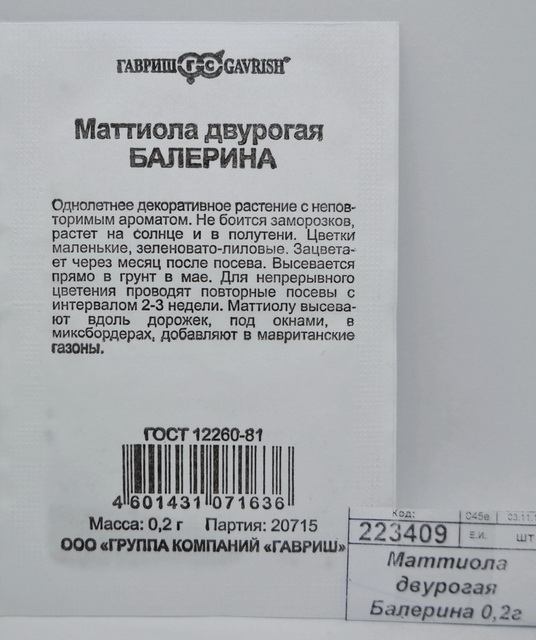 ГАВРИШ ГС GAVRISH®
Маттиола двурогая
БАЛЕРИНА
Однолетнее декоративное растение с непов-
торимым ароматом. Не боится заморозков,
растет на солнце и в полутени. Цветки
маленькие, зеленовато-лиловые. Зацвета-
ет через месяц после посева. Высевается
прямо в грунт в мае. Для непрерывного
цветения проводят повторные посевы с
интервалом 2-3 недели. Маттиолу высева-
ют вдоль дорожек, под окнами, в
миксбордерах, добавляют в мавританские
газоны.
ГОСТ 12260-81
4 601431 071636
Масса: 0,2 г Партия: 20715
ООО «ГРУППА КОМПАНИЙ «ГАВРИШ»
Код:
223409 Е.И. шт
Маттиола
двурогая
Балерина 0,2г